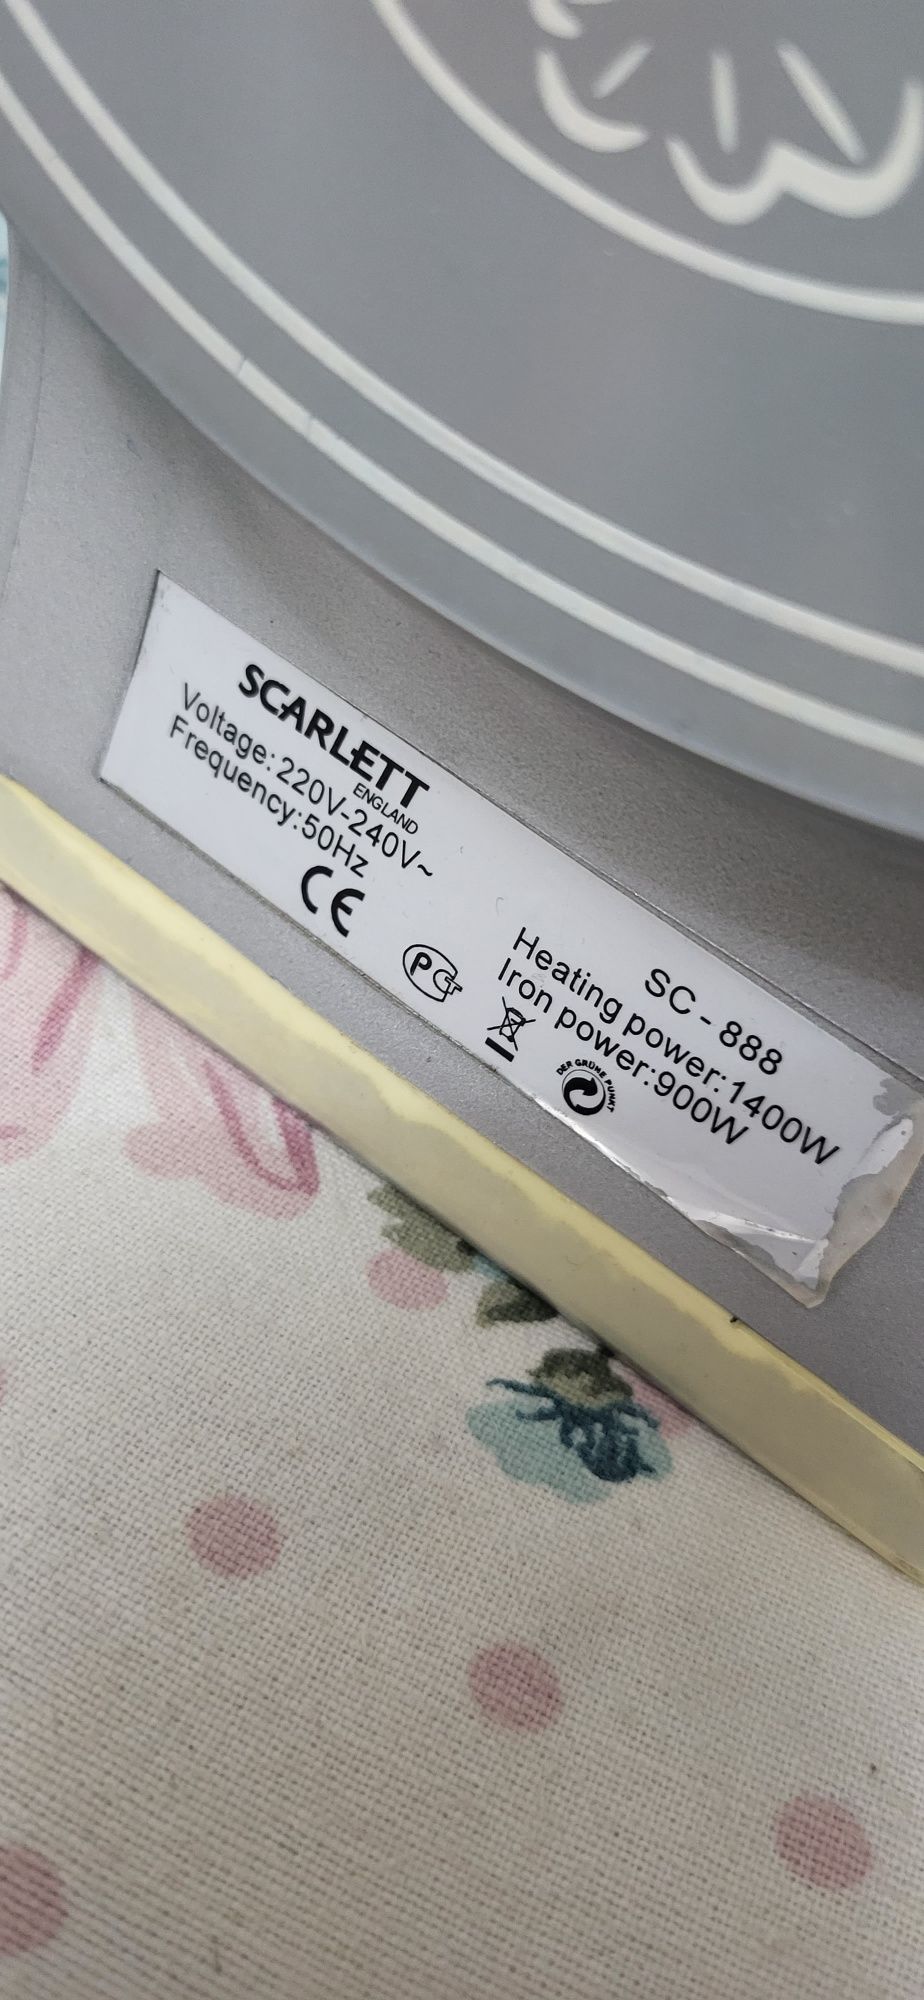 SCARLETT
ENGLAND
Voltage:220V-240V~
Frequency:50Hz
CE
PCT
SC - 888
Heating power:1400W
Iron power:900W
DER GRÜNE PUNKT